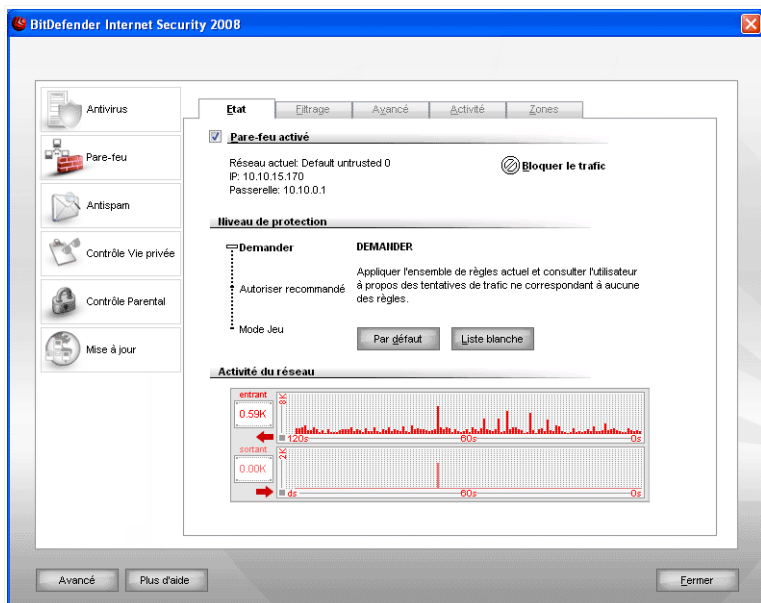 BitDefender Internet Security 2008
Antivirus
Pare-feu
Antispam
Contrôle Vie privée
Contrôle Parental
Mise à jour
Etat
Filtrage
Avancé
Activité
Zones
Pare-feu activé
Réseau actuel: Default untrusted 0
IP: 10.10.15.170
Passerelle: 10.10.0.1
Bloquer le trafic
Niveau de protection
Demander
Autoriser recommandé
Mode Jeu
DEMANDER
Appliquer l'ensemble de règles actuel et consulter l'utilisateur
à propos des tentatives de trafic ne correspondant à aucune
des règles.
Par défaut
Liste blanche
Activité du réseau
entrant
0.59K
8K
120s
60s
0s
sortant
0.00K
2K
ds
60s
0s
Avancé
Plus d'aide
Fermer